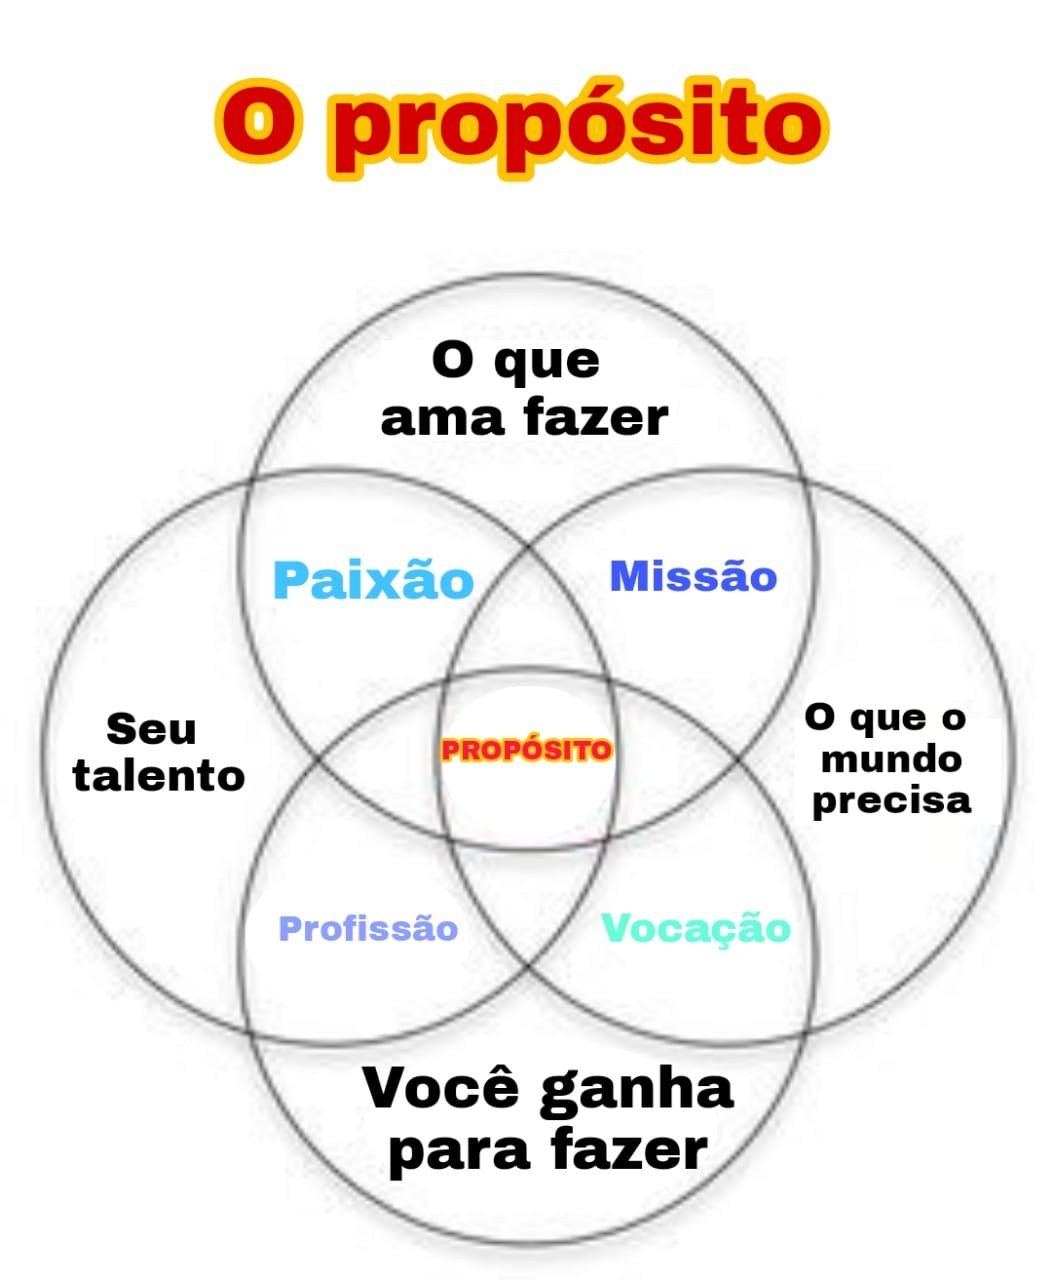 O propósito
O que
ama fazer
Paixão
Missão
Seu
talento
PROPÓSITO
O que o
mundo
precisa
Profissão
Vocação
Você ganha
para fazer